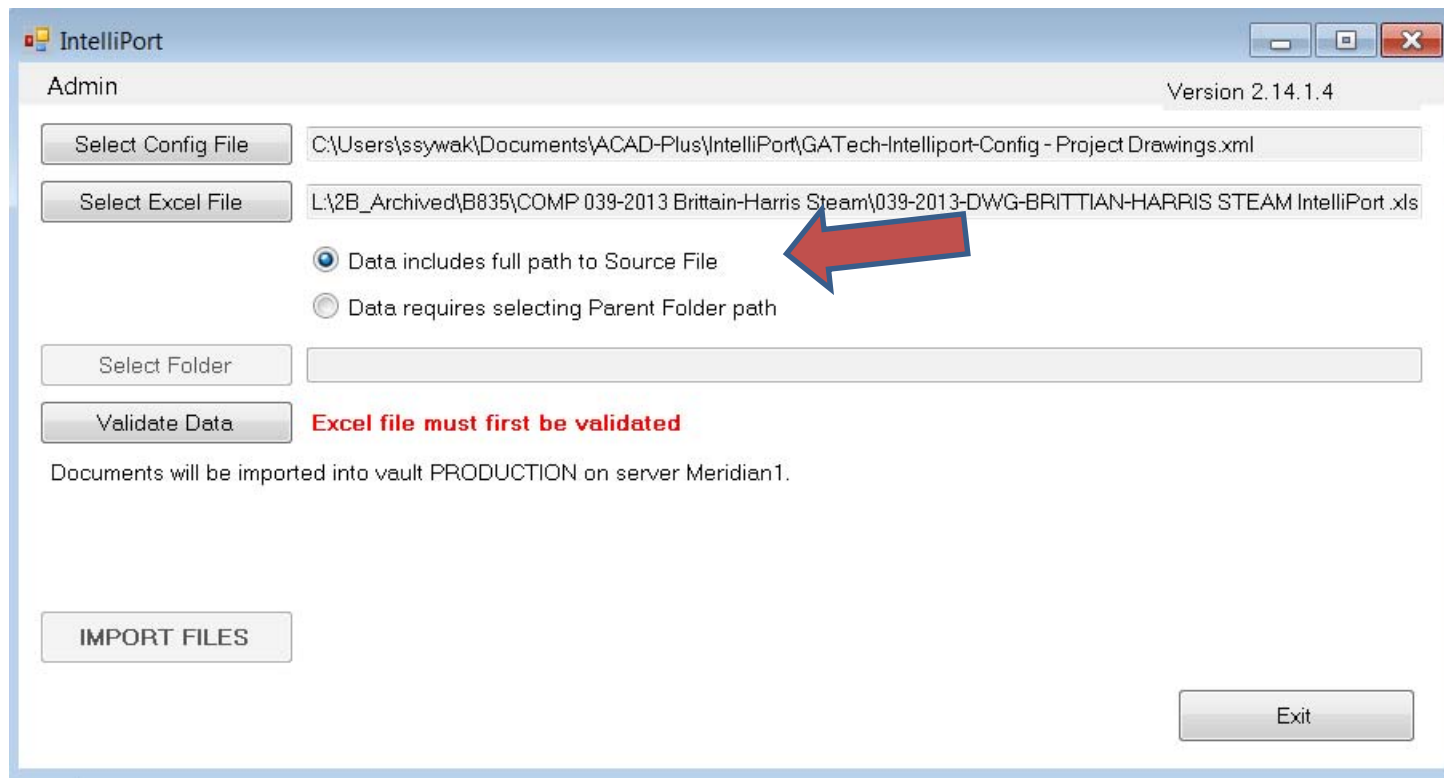 IntelliPort
Admin
Version 2.14.1.4
Select Config File
C:\Users\ssywak\Documents\ACAD-Plus\IntelliPort\GATech-Intelliport-Config - Project Drawings.xml
Select Excel File
L:\2B_Archived\B835\COMP 039-2013 Brittain-Harris Steam\039-2013-DWG-BRITTIAN-HARRIS STEAM IntelliPort .xls
Data includes full path to Source File
Data requires selecting Parent Folder path
Select Folder
Validate Data
Excel file must first be validated
Documents will be imported into vault PRODUCTION on server Meridian1.
IMPORT FILES
Exit